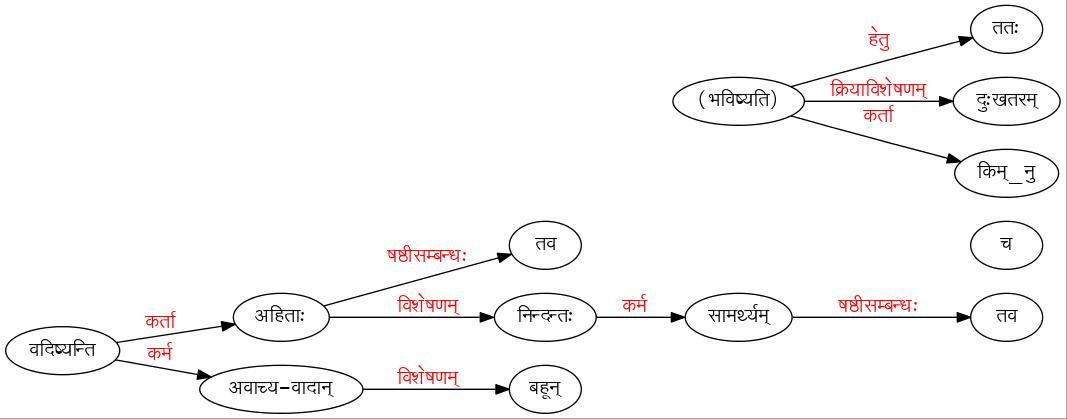 ततः
हेतु
(भविष्यति)
क्रियाविशेषणम्
दुःखतरम्
कर्ता
किम्_नु
तव
च
षष्ठीसम्बन्धः
अहिताः
विशेषणम्
निन्दन्तः
कर्म
सामर्थ्यम्
षष्ठीसम्बन्धः
तव
कर्ता
वदिष्यन्ति
कर्म
अवाच्य-वादान्
विशेषणम्
बहून्